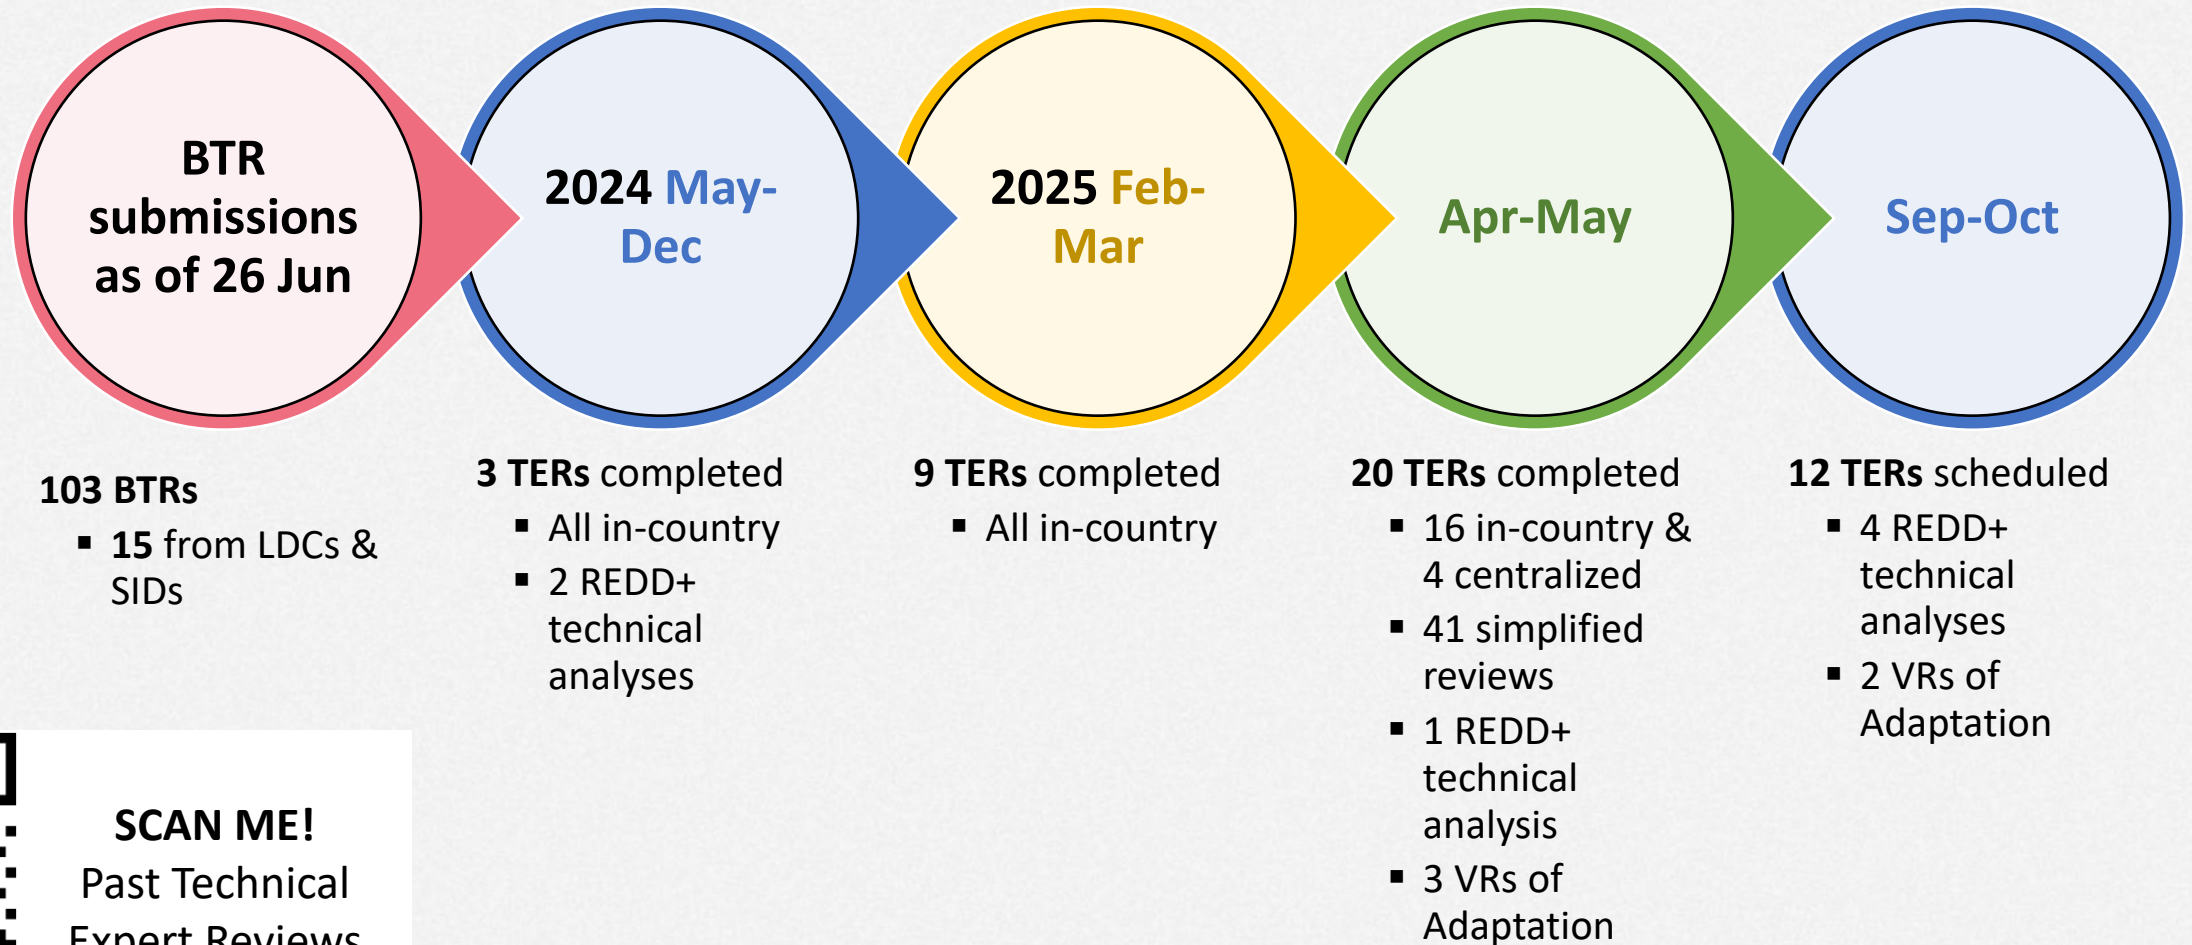 BTR
submissions
as of 26 Jun
2024 May-
Dec
2025 Feb-
Mar
Apr-May
Sep-Oct
103 BTRs
▪ 15 from LDCs &
SIDs
3 TERs completed
▪ All in-country
▪ 2 REDD+
technical
analyses
9 TERs completed
▪ All in-country
20 TERs completed
▪ 16 in-country &
4 centralized
▪ 41 simplified
reviews
▪ 1 REDD+
technical
analysis
▪ 3 VRs of
Adaptation
12 TERs scheduled
▪ 4 REDD+
technical
analyses
▪ 2 VRs of
Adaptation
SCAN ME!
Past Technical
Expert Reviews